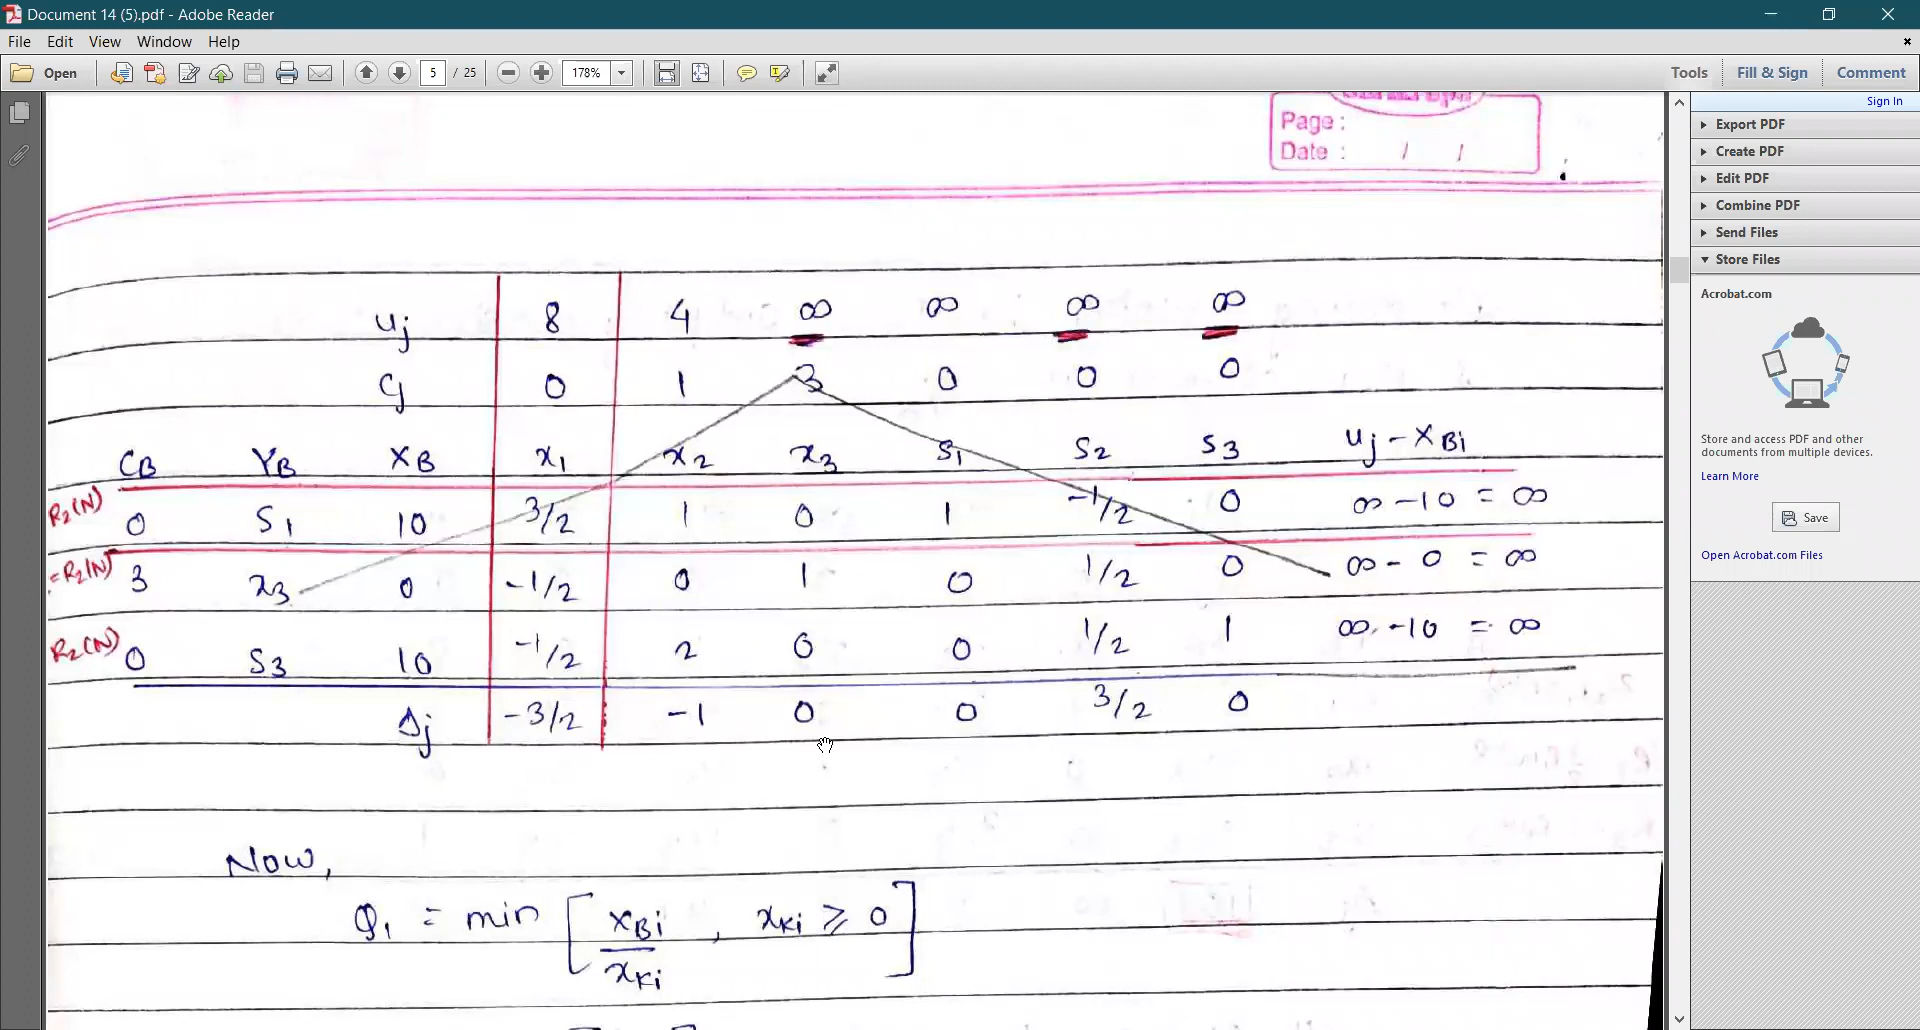 Document 14 (5).pdf - Adobe Reader
File Edit View Window Help
Open 5 / 25 178% Tools Fill & Sign Comment
Sign In
Export PDF
Create PDF
Edit PDF
Combine PDF
Send Files
Store Files
Acrobat.com
Store and access PDF and other
documents from multiple devices.
Learn More
Save
Open Acrobat.com Files
Page :
Date : / /
uj 8 4 ∞ ∞ ∞ ∞
Cj 0 1 3 0 0 0
CB YB XB x1 x2 x3 S1 S2 S3 uj - XBi
R2(N) 0 S1 10 3/2 1 0 1 -1/2 0 ∞ - 10 = ∞
=R2(N) 3 x3 0 -1/2 0 1 0 1/2 0 ∞ - 0 = ∞
R2(N) 0 S3 10 -1/2 2 0 0 1/2 1 ∞ - 10 = ∞
Δj -3/2 -1 0 0 3/2 0
Now,
θ1 = min [ xBi / xKi , xKi ≥ 0 ]